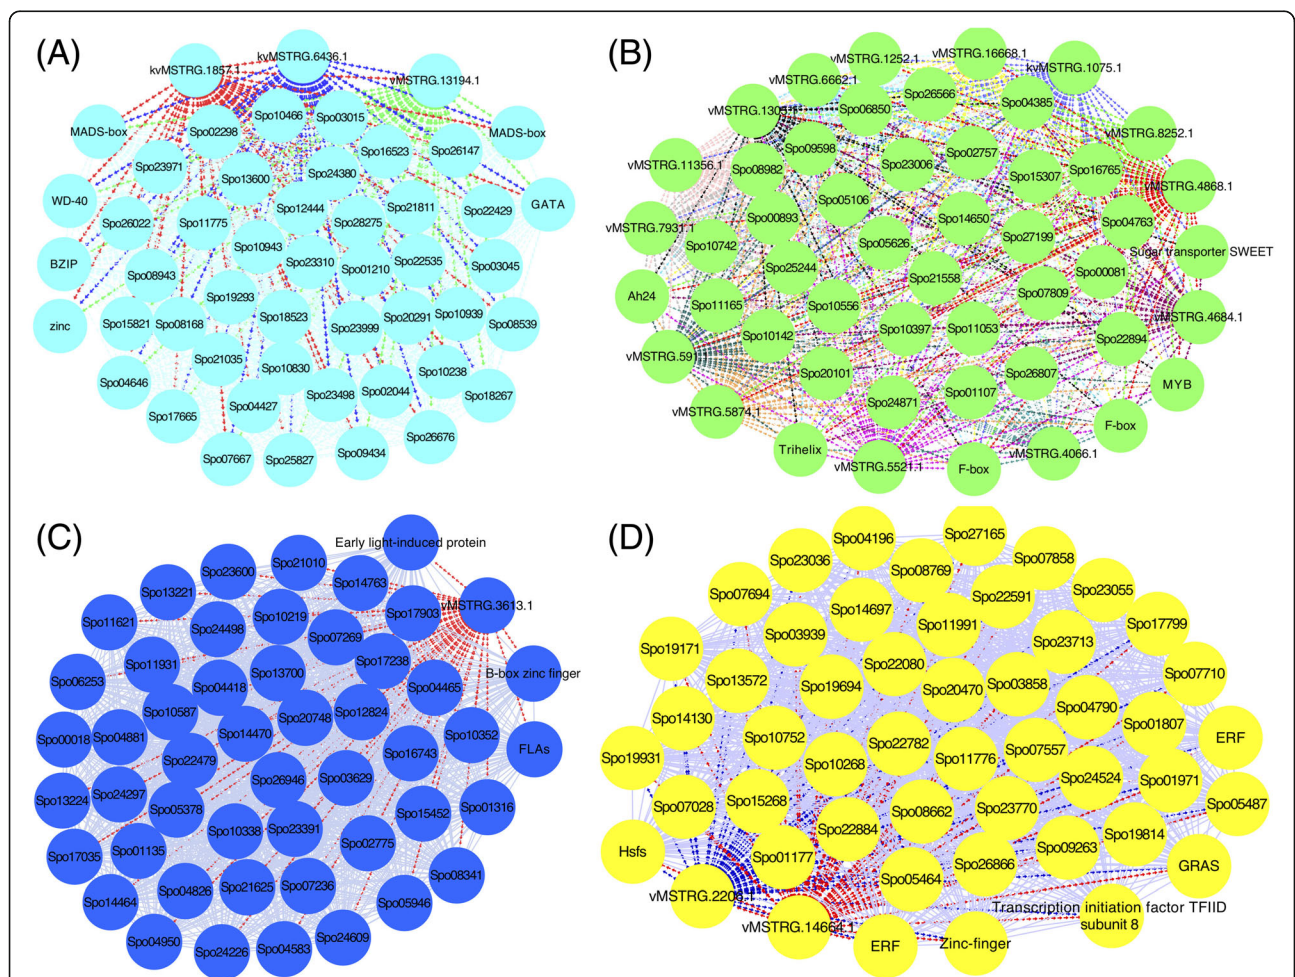 (A)
kvMSTRG.6436.1
kvMSTRG.1857.1
vMSTRG.13194.1
MADS-box
Spo02298
Spo10466
Spo03015
MADS-box
Spo16523
Spo26147
Spo23971
Spo13600
Spo24380
WD-40
Spo12444
Spo21811
Spo22429
GATA
Spo26022
Spo11775
Spo28275
Spo10943
BZIP
Spo08943
Spo23310
Spo01210
Spo22535
Spo03045
Spo19293
zinc
Spo15821
Spo08168
Spo18523
Spo23999
Spo20291
Spo10939
Spo08539
Spo21035
Spo04646
Spo10830
Spo10238
Spo17665
Spo04427
Spo23498
Spo02044
Spo18267
Spo26676
Spo07667
Spo25827
Spo09434
(B)
vMSTRG.16668.1
vMSTRG.1252.1
kvMSTRG.1075.1
vMSTRG.6662.1
Spo26566
Spo06850
Spo04385
vMSTRG.8252.1
Spo09598
vMSTRG.11356.1
Spo08982
Spo23006
Spo02757
Spo15307
Spo16765
vMSTRG.4868.1
Spo05106
Spo00893
Spo14650
Spo04763
vMSTRG.7931.1
Spo10742
Spo05626
Spo27199
Sugar transporter SWEET
Spo25244
Spo21558
Spo00081
Ah24
Spo11165
Spo10556
Spo07809
vMSTRG.4684.1
Spo10142
Spo10397
Spo11053
Spo22894
vMSTRG.591
Spo20101
Spo26807
MYB
vMSTRG.5874.1
Spo24871
Spo01107
F-box
Trihelix
vMSTRG.5521.1
F-box
vMSTRG.4066.1
(C)
Early light-induced protein
Spo21010
Spo23600
Spo14763
Spo13221
vMSTRG.3613.1
Spo11621
Spo10219
Spo17903
Spo24498
Spo07269
Spo11931
Spo17238
B-box zinc finger
Spo06253
Spo04418
Spo13700
Spo04465
Spo10587
Spo20748
Spo12824
Spo00018
Spo04881
Spo14470
Spo10352
FLAs
Spo22479
Spo16743
Spo26946
Spo03629
Spo13224
Spo24297
Spo05378
Spo15452
Spo01316
Spo10338
Spo23391
Spo02775
Spo17035
Spo01135
Spo08341
Spo04826
Spo21625
Spo07236
Spo14464
Spo05946
Spo04950
Spo24226
Spo04583
Spo24609
(D)
Spo27165
Spo04196
Spo23036
Spo07858
Spo08769
Spo07694
Spo22591
Spo23055
Spo14697
Spo11991
Spo17799
Spo03939
Spo19171
Spo23713
Spo22080
Spo13572
Spo19694
Spo20470
Spo03858
Spo07710
Spo14130
Spo04790
Spo01807
Spo10752
Spo22782
Spo07557
ERF
Spo19931
Spo10268
Spo11776
Spo24524
Spo01971
Spo07028
Spo15268
Spo08662
Spo23770
Spo05487
Spo22884
Spo19814
Hsfs
Spo01177
Spo26866
Spo09263
GRAS
Spo05464
vMSTRG.2206.1
Transcription initiation factor TFIID
subunit 8
vMSTRG.14664.1
ERF
Zinc-finger